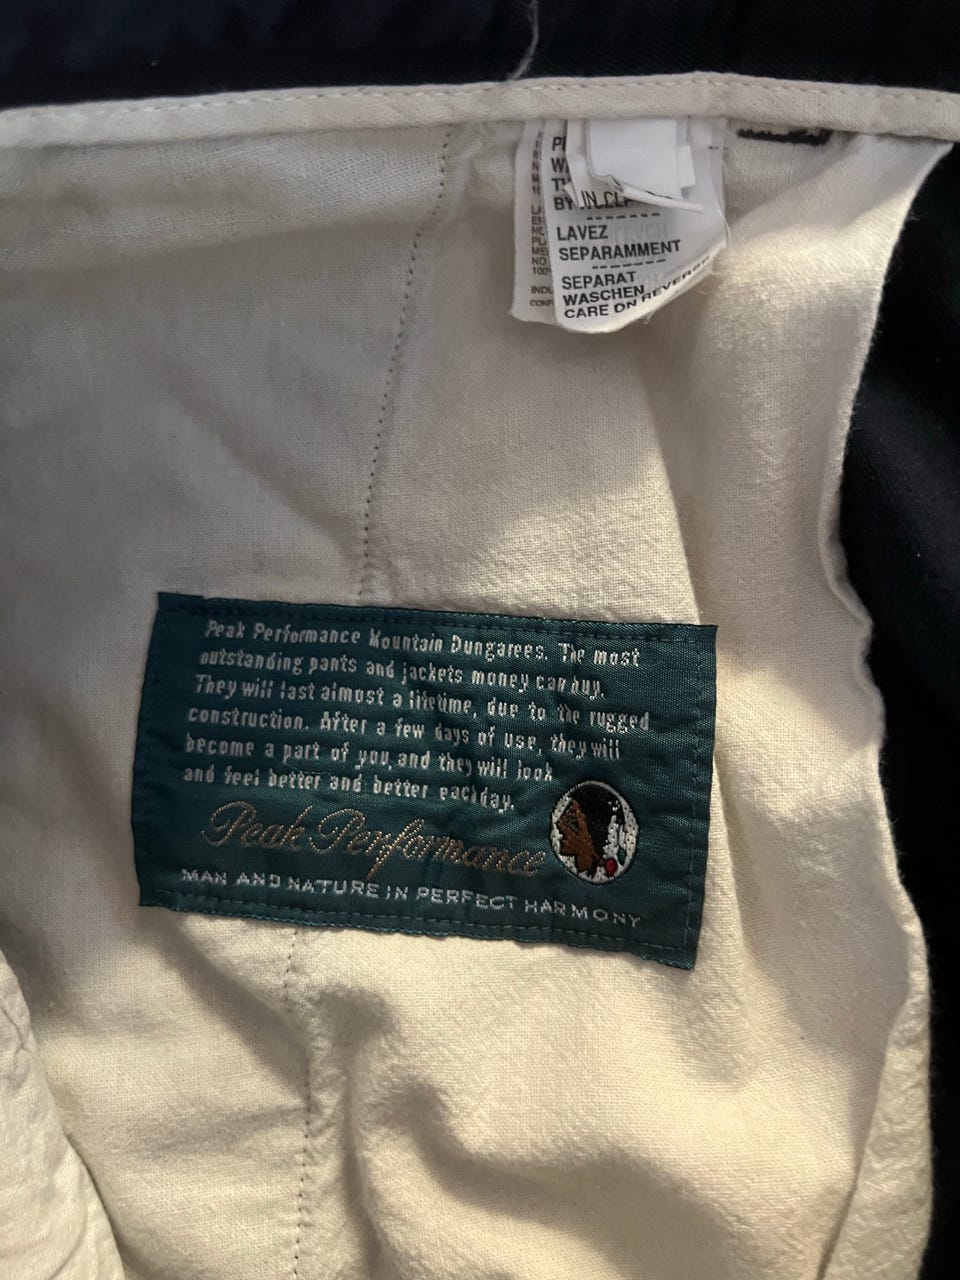 BY
LAVEZ
SEPARAMMENT
SEPARAT
WASCHEN
CARE ON REVERSE
Peak Performance Mountain Dungarees. The most
outstanding pants and jackets money can buy.
They will last almost a lifetime, due to the rugged
construction. After a few days of use, they will
become a part of you, and they will look
and feel better and better each day.
Peak Performance
MAN AND NATURE IN PERFECT HARMONY